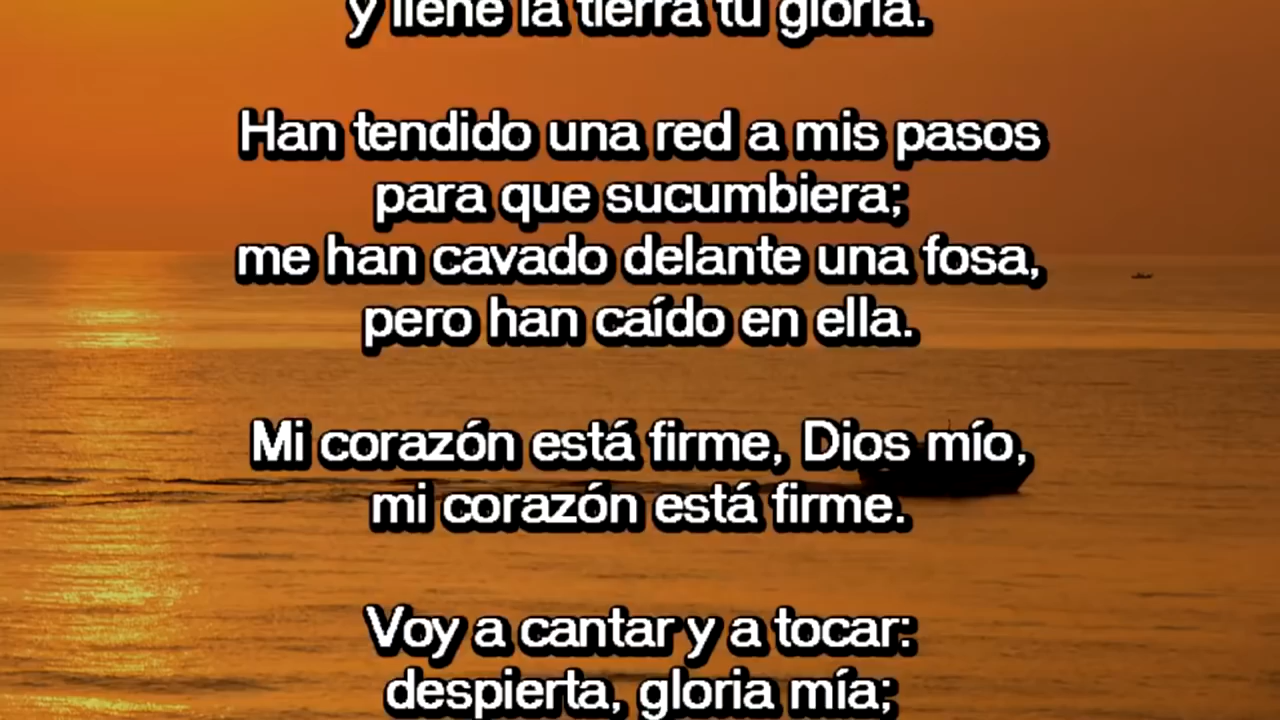 y llene la tierra tu gloria.
Han tendido una red a mis pasos
para que sucumbiera;
me han cavado delante una fosa,
pero han caído en ella.
Mi corazón está firme, Dios mío,
mi corazón está firme.
Voy a cantar y a tocar:
despierta, gloria mía;